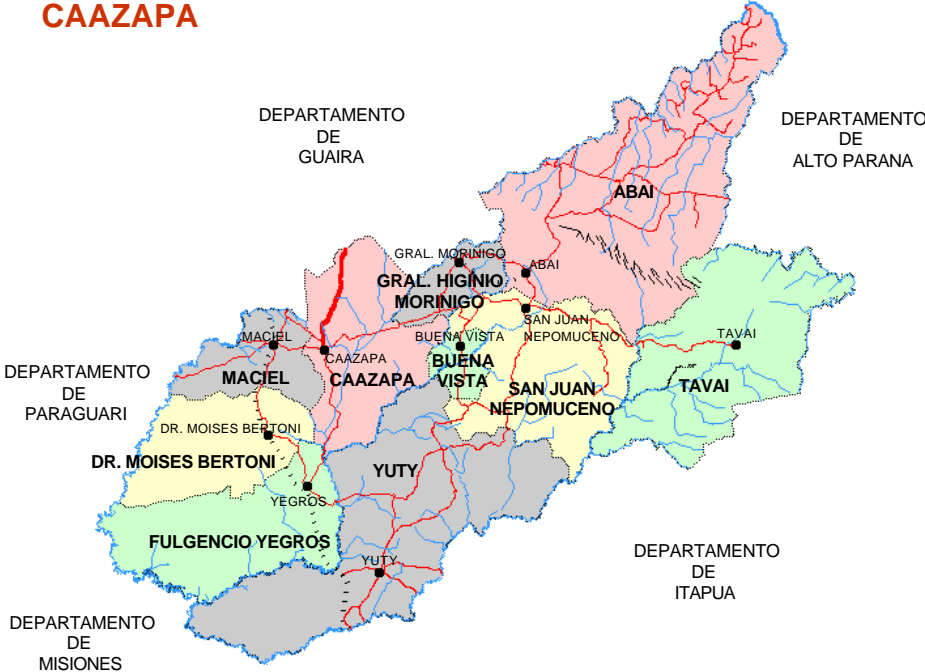 CAAZAPA
DEPARTAMENTO
DE
GUAIRA
DEPARTAMENTO
DE
ALTO PARANA
ABAI
GRAL. MORINIGO
ABAI
GRAL. HIGINIO
MORINIGO
SAN JUAN
NEPOMUCENO
MACIEL
BUENA VISTA
TAVAI
CAAZAPA
DEPARTAMENTO
DE
PARAGUARI
MACIEL
CAAZAPA
BUENA
VISTA
SAN JUAN
NEPOMUCENO
TAVAI
DR. MOISES BERTONI
DR. MOISES BERTONI
YUTY
YEGROS
FULGENCIO YEGROS
YUTY
DEPARTAMENTO
DE
ITAPUA
DEPARTAMENTO
DE
MISIONES